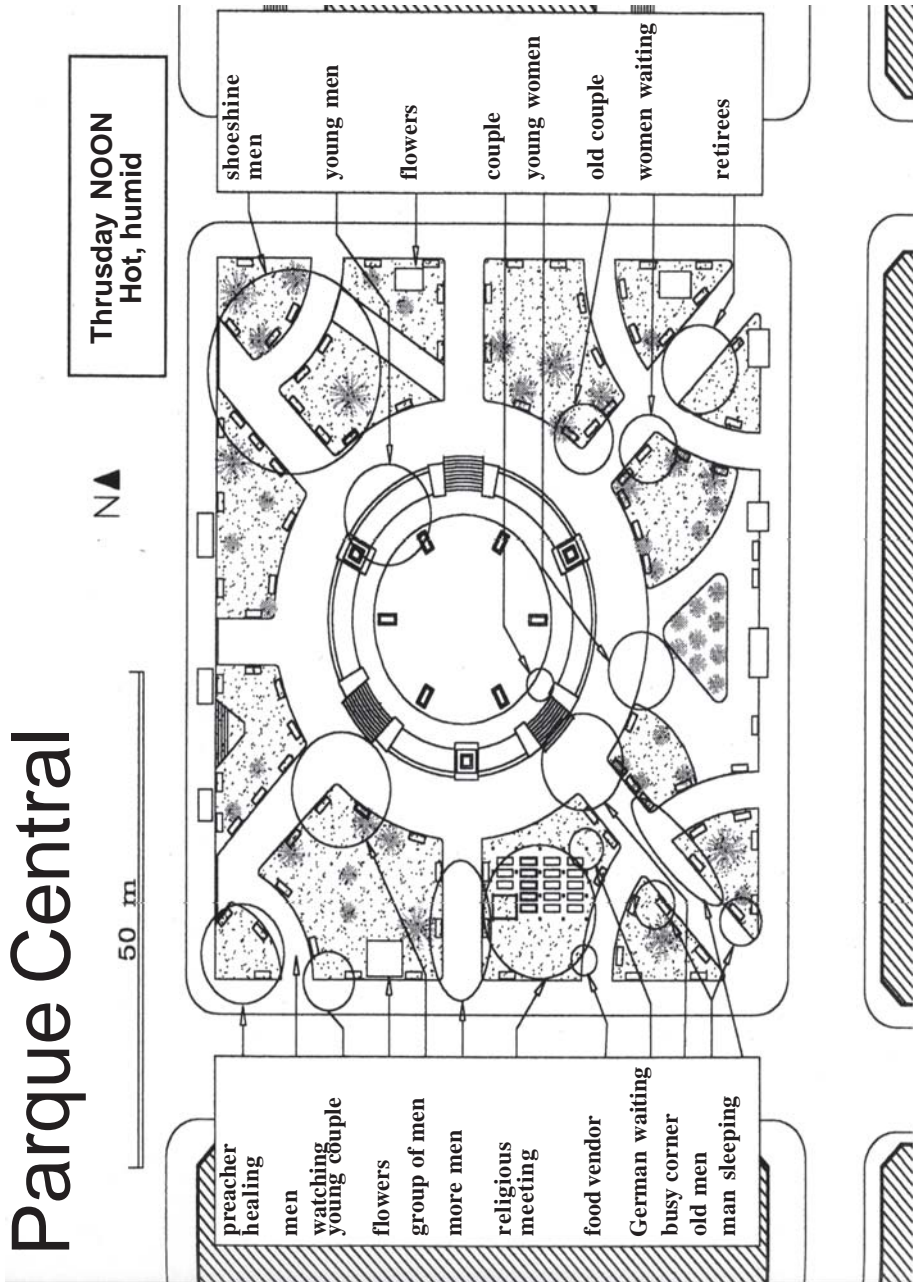 Parque Central
50 m
N
Thrusday NOON
Hot, humid
preacher
healing
men
watching
young couple
flowers
group of men
more men
religious
meeting
food vendor
German waiting
busy corner
old men
man sleeping
shoeshine
men
young men
flowers
couple
young women
old couple
women waiting
retirees